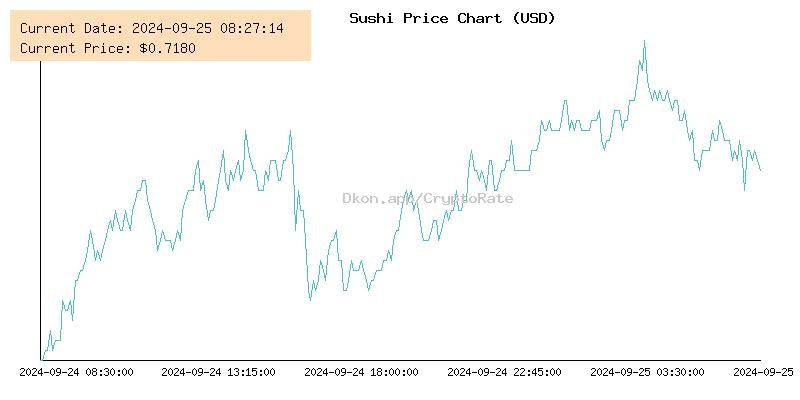 Sushi Price Chart (USD)
Current Date: 2024-09-25 08:27:14
Current Price: $0.7180
Dkon.app/CryptoRate
2024-09-24 08:30:00 2024-09-24 13:15:00 2024-09-24 18:00:00 2024-09-24 22:45:00 2024-09-25 03:30:00 2024-09-25